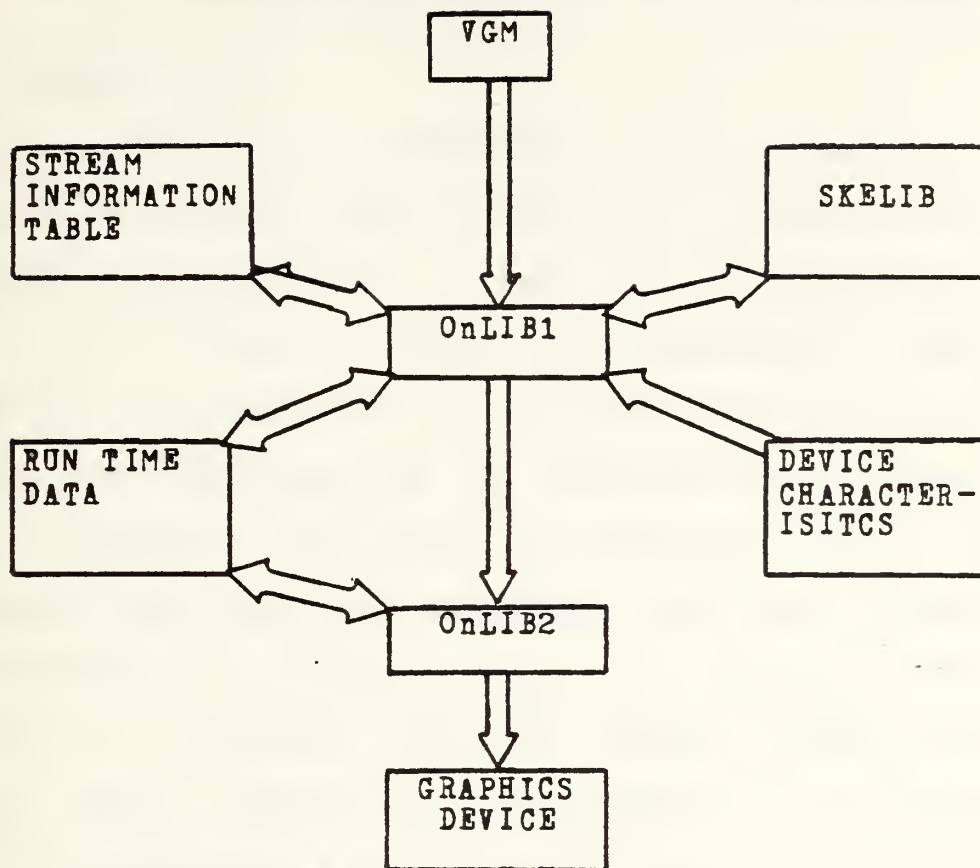 VGM
STREAM
INFORMATION
TABLE
SKELIB
OnLIB1
RUN TIME
DATA
DEVICE
CHARACTER-
ISITCS
OnLIB2
GRAPHICS
DEVICE